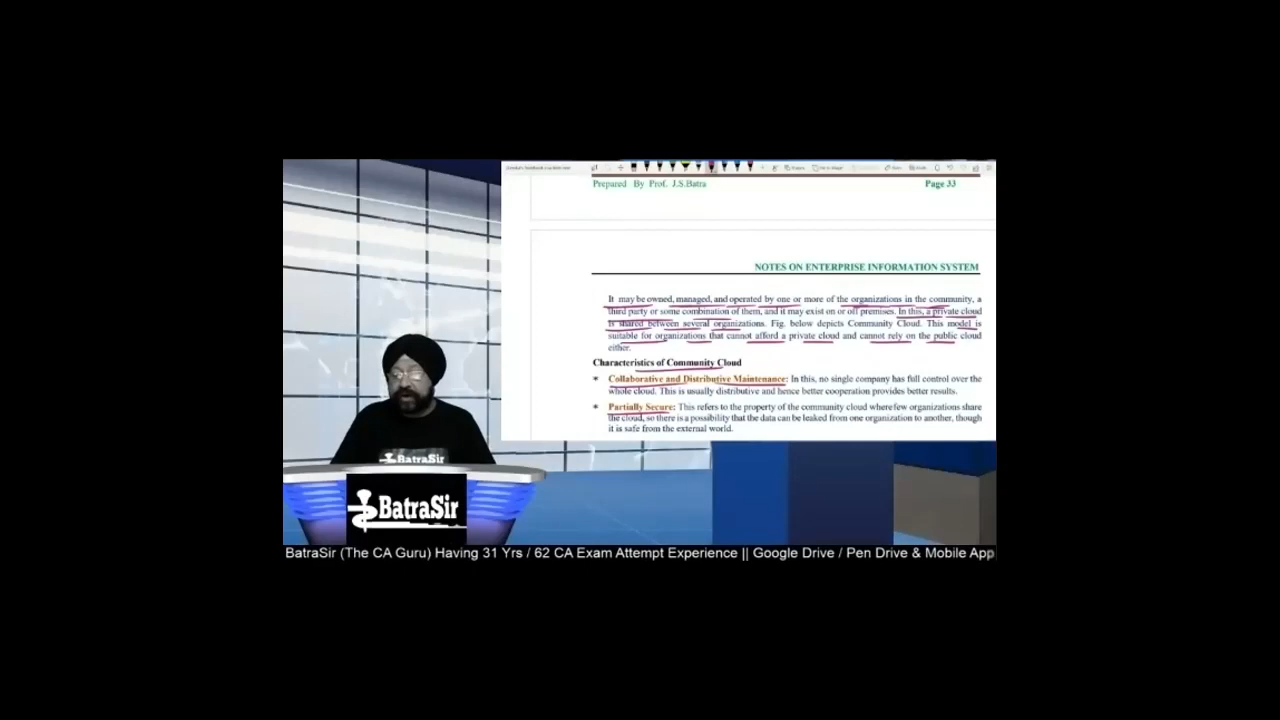 Prepared By Prof. J.S.Batra
Page 33
NOTES ON ENTERPRISE INFORMATION SYSTEM
It may be owned, managed, and operated by one or more of the organizations in the community, a
third party or some combination of them, and it may exist on or off premises. In this, a private cloud
is shared between several organizations. Fig. below depicts Community Cloud. This model is
suitable for organizations that cannot afford a private cloud and cannot rely on the public cloud
either.
Characteristics of Community Cloud
* Collaborative and Distributive Maintenance: In this, no single company has full control over the
whole cloud. This is usually distributive and hence better cooperation provides better results.
* Partially Secure: This refers to the property of the community cloud where few organizations share
the cloud, so there is a possibility that the data can be leaked from one organization to another, though
it is safe from the external world.
BatraSir
BatraSir
BatraSir (The CA Guru) Having 31 Yrs / 62 CA Exam Attempt Experience || Google Drive / Pen Drive & Mobile App